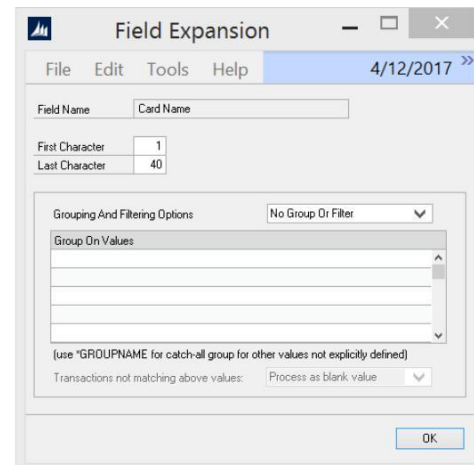 Field Expansion
File Edit Tools Help 4/12/2017 »
Field Name Card Name
First Character 1
Last Character 40
Grouping And Filtering Options No Group Or Filter
Group On Values
(use *GROUPNAME for catch-all group for other values not explicitly defined)
Transactions not matching above values: Process as blank value
OK